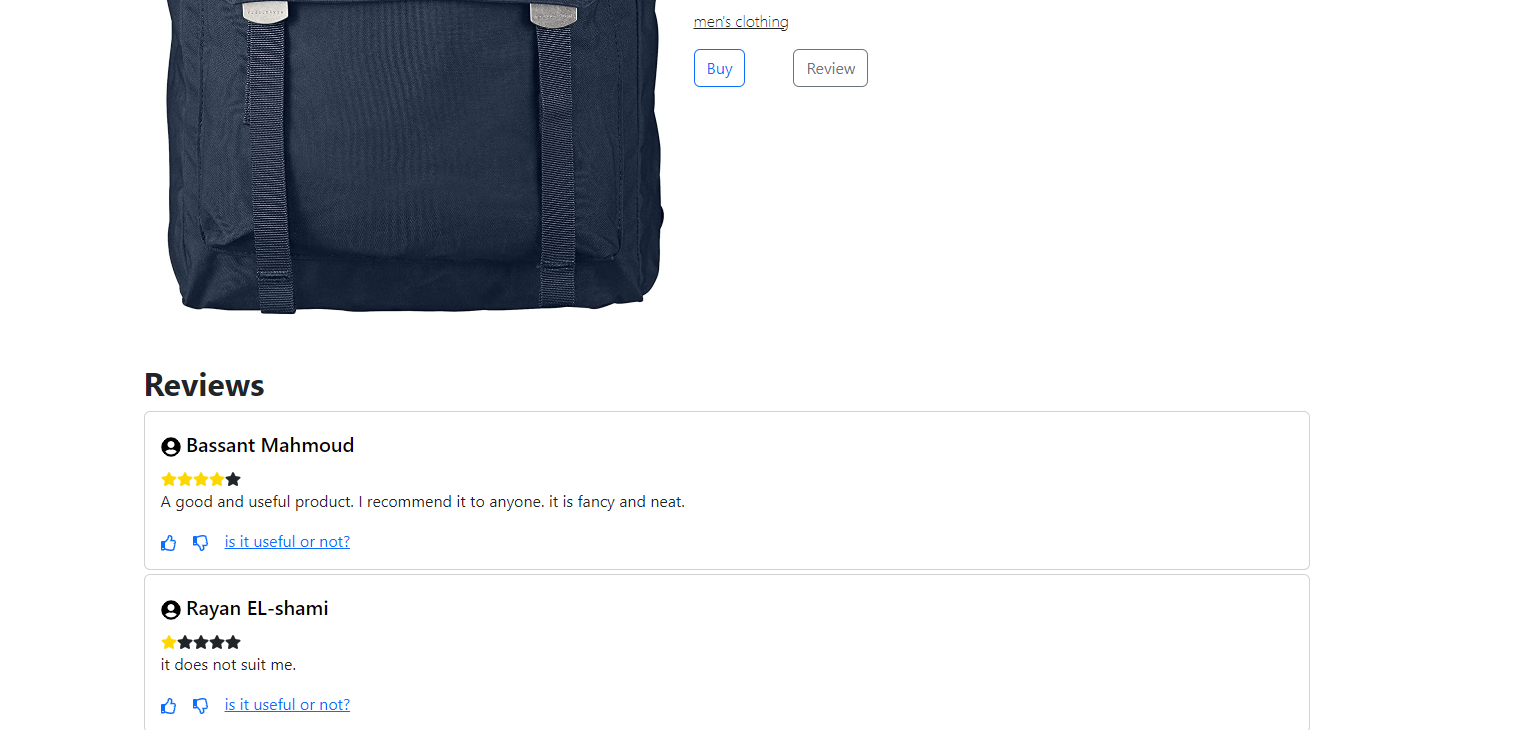 men's clothing
Buy
Review
Reviews
Bassant Mahmoud
A good and useful product. I recommend it to anyone. it is fancy and neat.
is it useful or not?
Rayan EL-shami
it does not suit me.
is it useful or not?